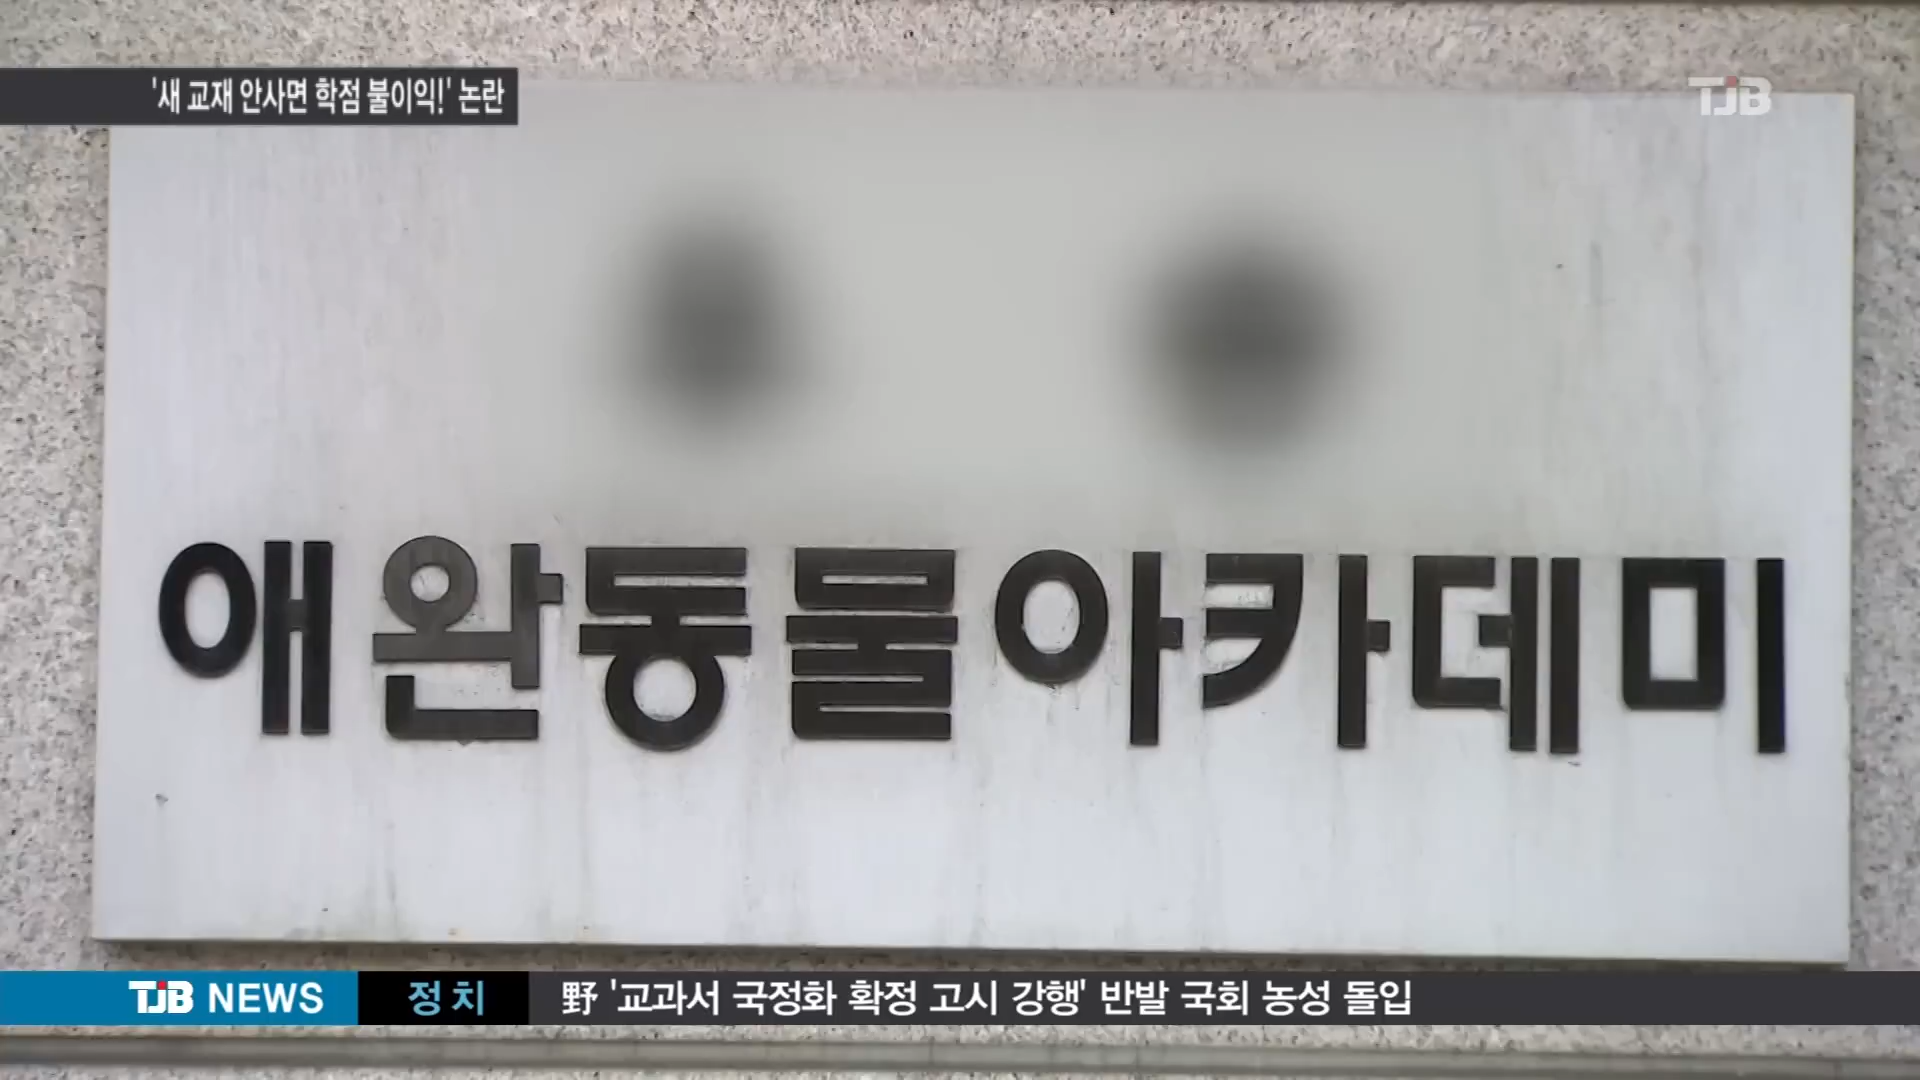 '새 교재 안사면 학점 불이익!' 논란
TJB
애완동물아카데미
TJB NEWS 정치 野 '교과서 국정화 확정 고시 강행' 반발 국회 농성 돌입